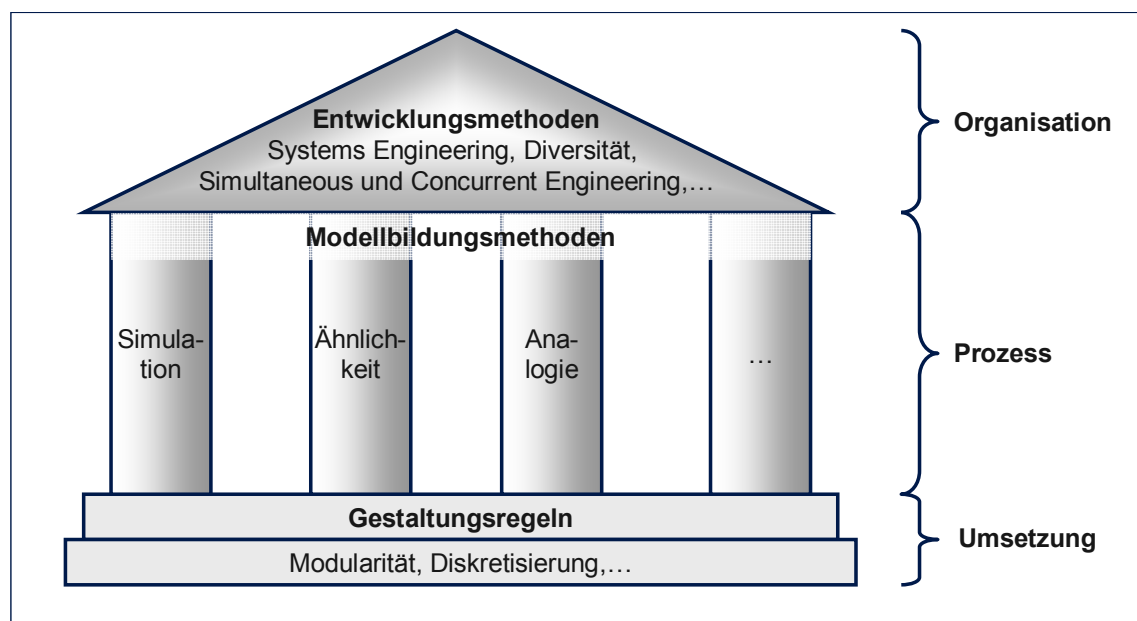 Entwicklungsmethoden
Systems Engineering, Diversität,
Simultaneous und Concurrent Engineering,…
Organisation
Modellbildungsmethoden
Simula-
tion
Ähnlich-
keit
Ana-
logie
…
Prozess
Gestaltungsregeln
Modularität, Diskretisierung,…
Umsetzung